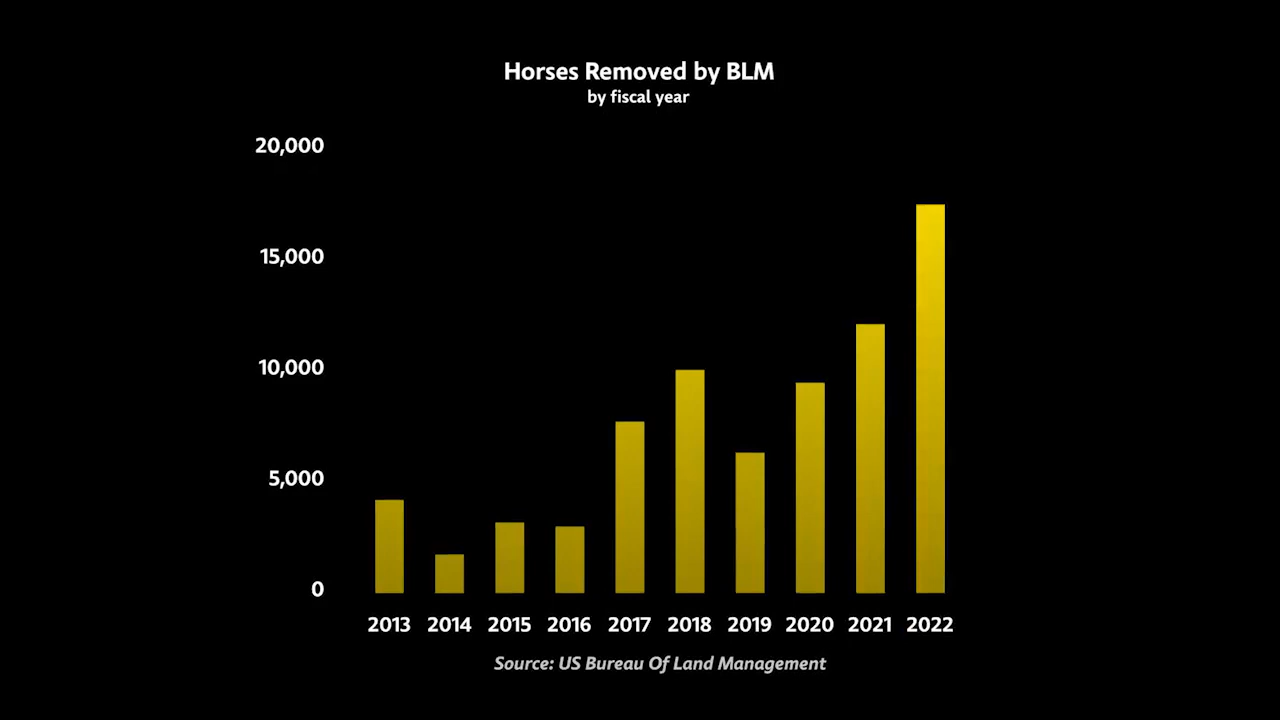 Horses Removed by BLM
by fiscal year
20,000
15,000
10,000
5,000
0
2013 2014 2015 2016 2017 2018 2019 2020 2021 2022
Source: US Bureau Of Land Management